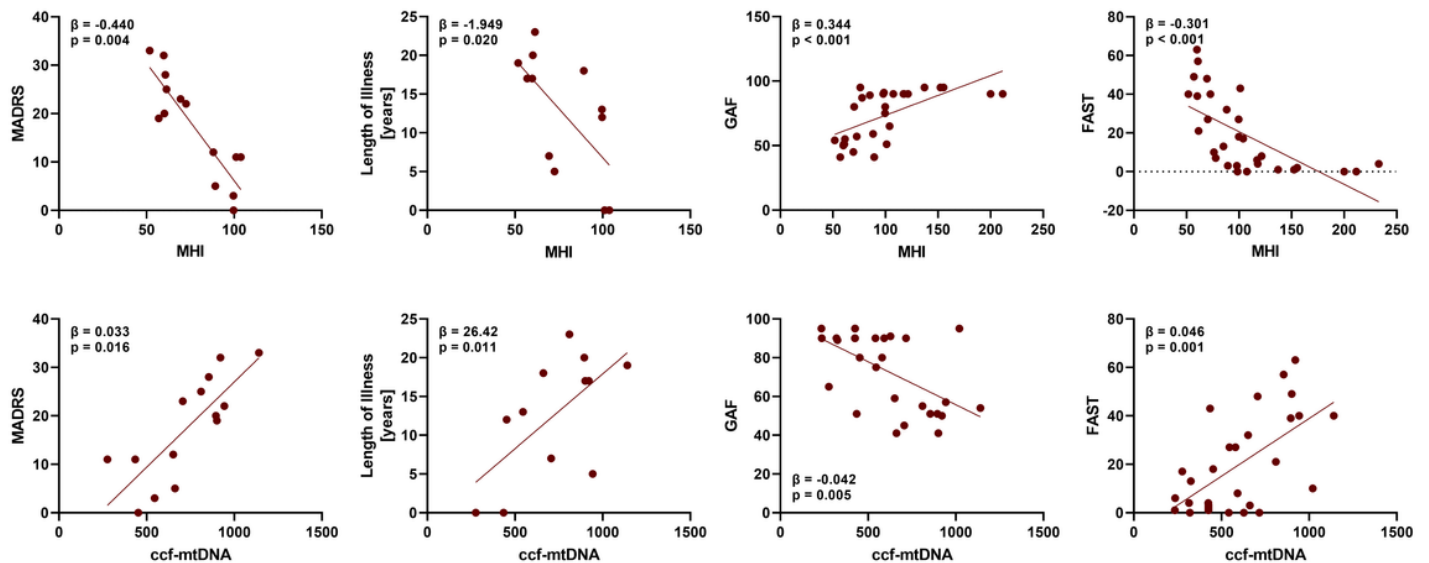 β = -0.440
p = 0.004
MADRS
40
30
20
10
0
0 50 100 150
MHI
β = -1.949
p = 0.020
Length of Illness
[years]
25
20
15
10
5
0
0 50 100 150
MHI
β = 0.344
p < 0.001
GAF
150
100
50
0
0 50 100 150 200 250
MHI
β = -0.301
p < 0.001
FAST
80
60
40
20
0
-20
0 50 100 150 200 250
MHI
β = 0.033
p = 0.016
MADRS
40
30
20
10
0
0 500 1000 1500
ccf-mtDNA
β = 26.42
p = 0.011
Length of Illness
[years]
25
20
15
10
5
0
0 500 1000 1500
ccf-mtDNA
GAF
100
80
60
40
20
0
β = -0.042
p = 0.005
0 500 1000 1500
ccf-mtDNA
β = 0.046
p = 0.001
FAST
80
60
40
20
0
0 500 1000 1500
ccf-mtDNA